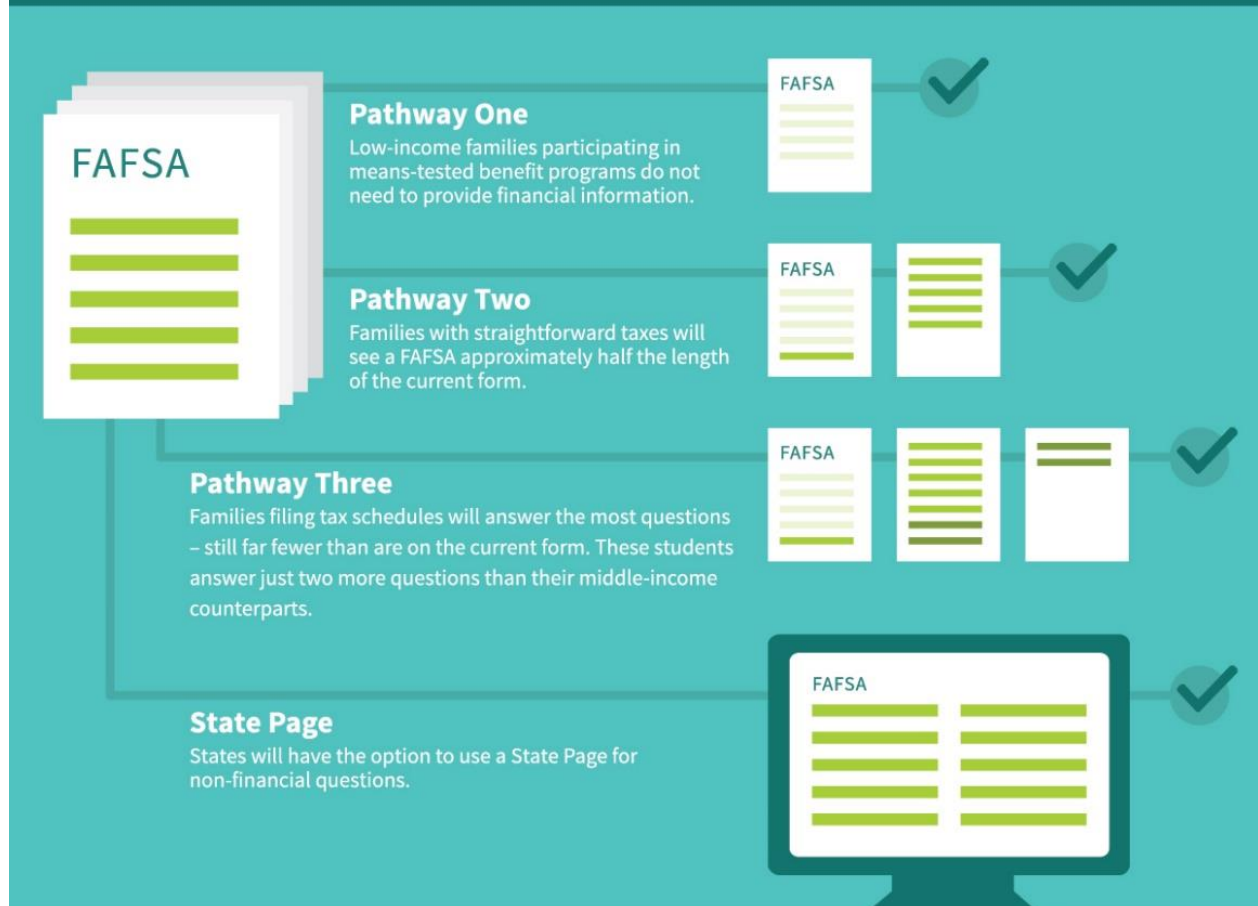 FAFSA
Pathway One
Low-income families participating in
means-tested benefit programs do not
need to provide financial information.
FAFSA
Pathway Two
Families with straightforward taxes will
see a FAFSA approximately half the length
of the current form.
FAFSA
Pathway Three
Families filing tax schedules will answer the most questions
– still far fewer than are on the current form. These students
answer just two more questions than their middle-income
counterparts.
FAFSA
State Page
States will have the option to use a State Page for
non-financial questions.
FAFSA